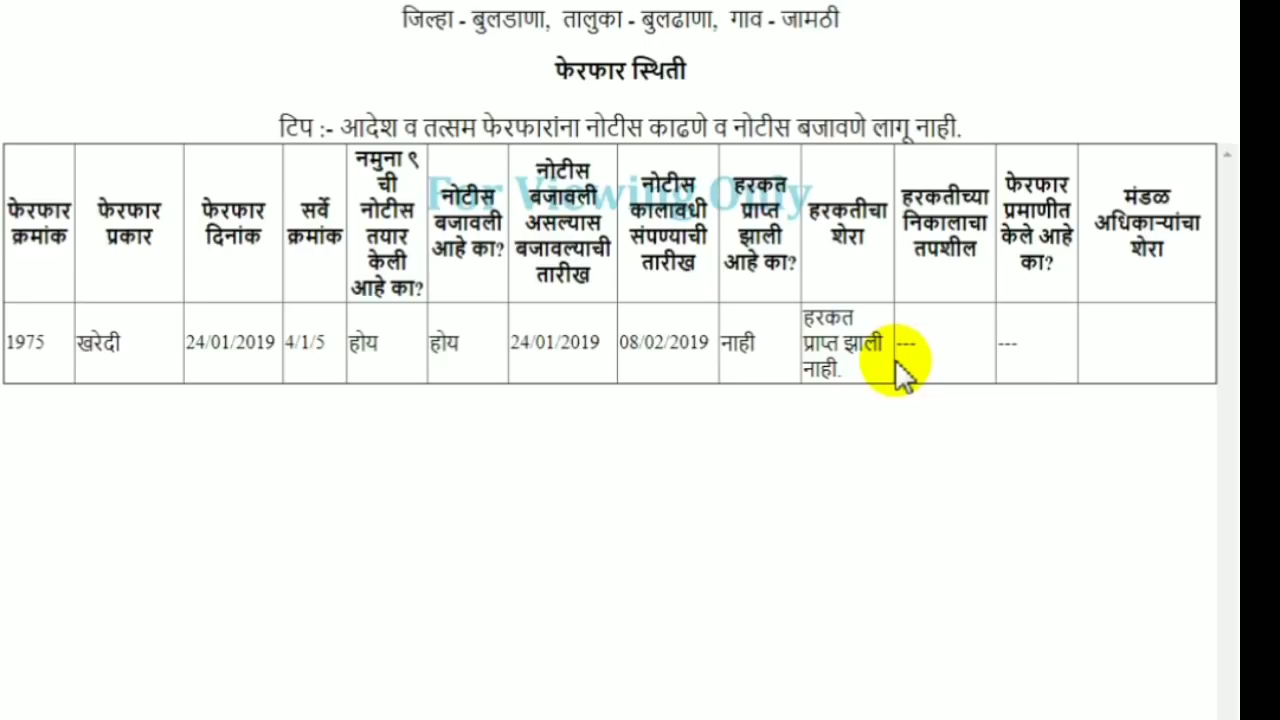 जिल्हा - बुलडाणा, तालुका - बुलढाणा, गाव - जामठी
फेरफार स्थिती
टिप :- आदेश व तत्सम फेरफारांना नोटीस काढणे व नोटीस बजावणे लागू नाही.
For Viewing Only
फेरफार
क्रमांक
फेरफार
प्रकार
फेरफार
दिनांक
सर्वे
क्रमांक
नमुना ९
ची
नोटीस
तयार
केली
आहे का?
नोटीस
बजावली
आहे का?
नोटीस
बजावली
असल्यास
बजावल्याची
तारीख
नोटीस
कालावधी
संपण्याची
तारीख
हरकत
प्राप्त
झाली
आहे का?
हरकतीचा
शेरा
हरकतीच्या
निकालाचा
तपशील
फेरफार
प्रमाणीत
केले आहे
का?
मंडळ
अधिकाऱ्यांचा
शेरा
1975
खरेदी
24/01/2019
4/1/5
होय
होय
24/01/2019
08/02/2019
नाही
हरकत
प्राप्त झाली
नाही.
---
---